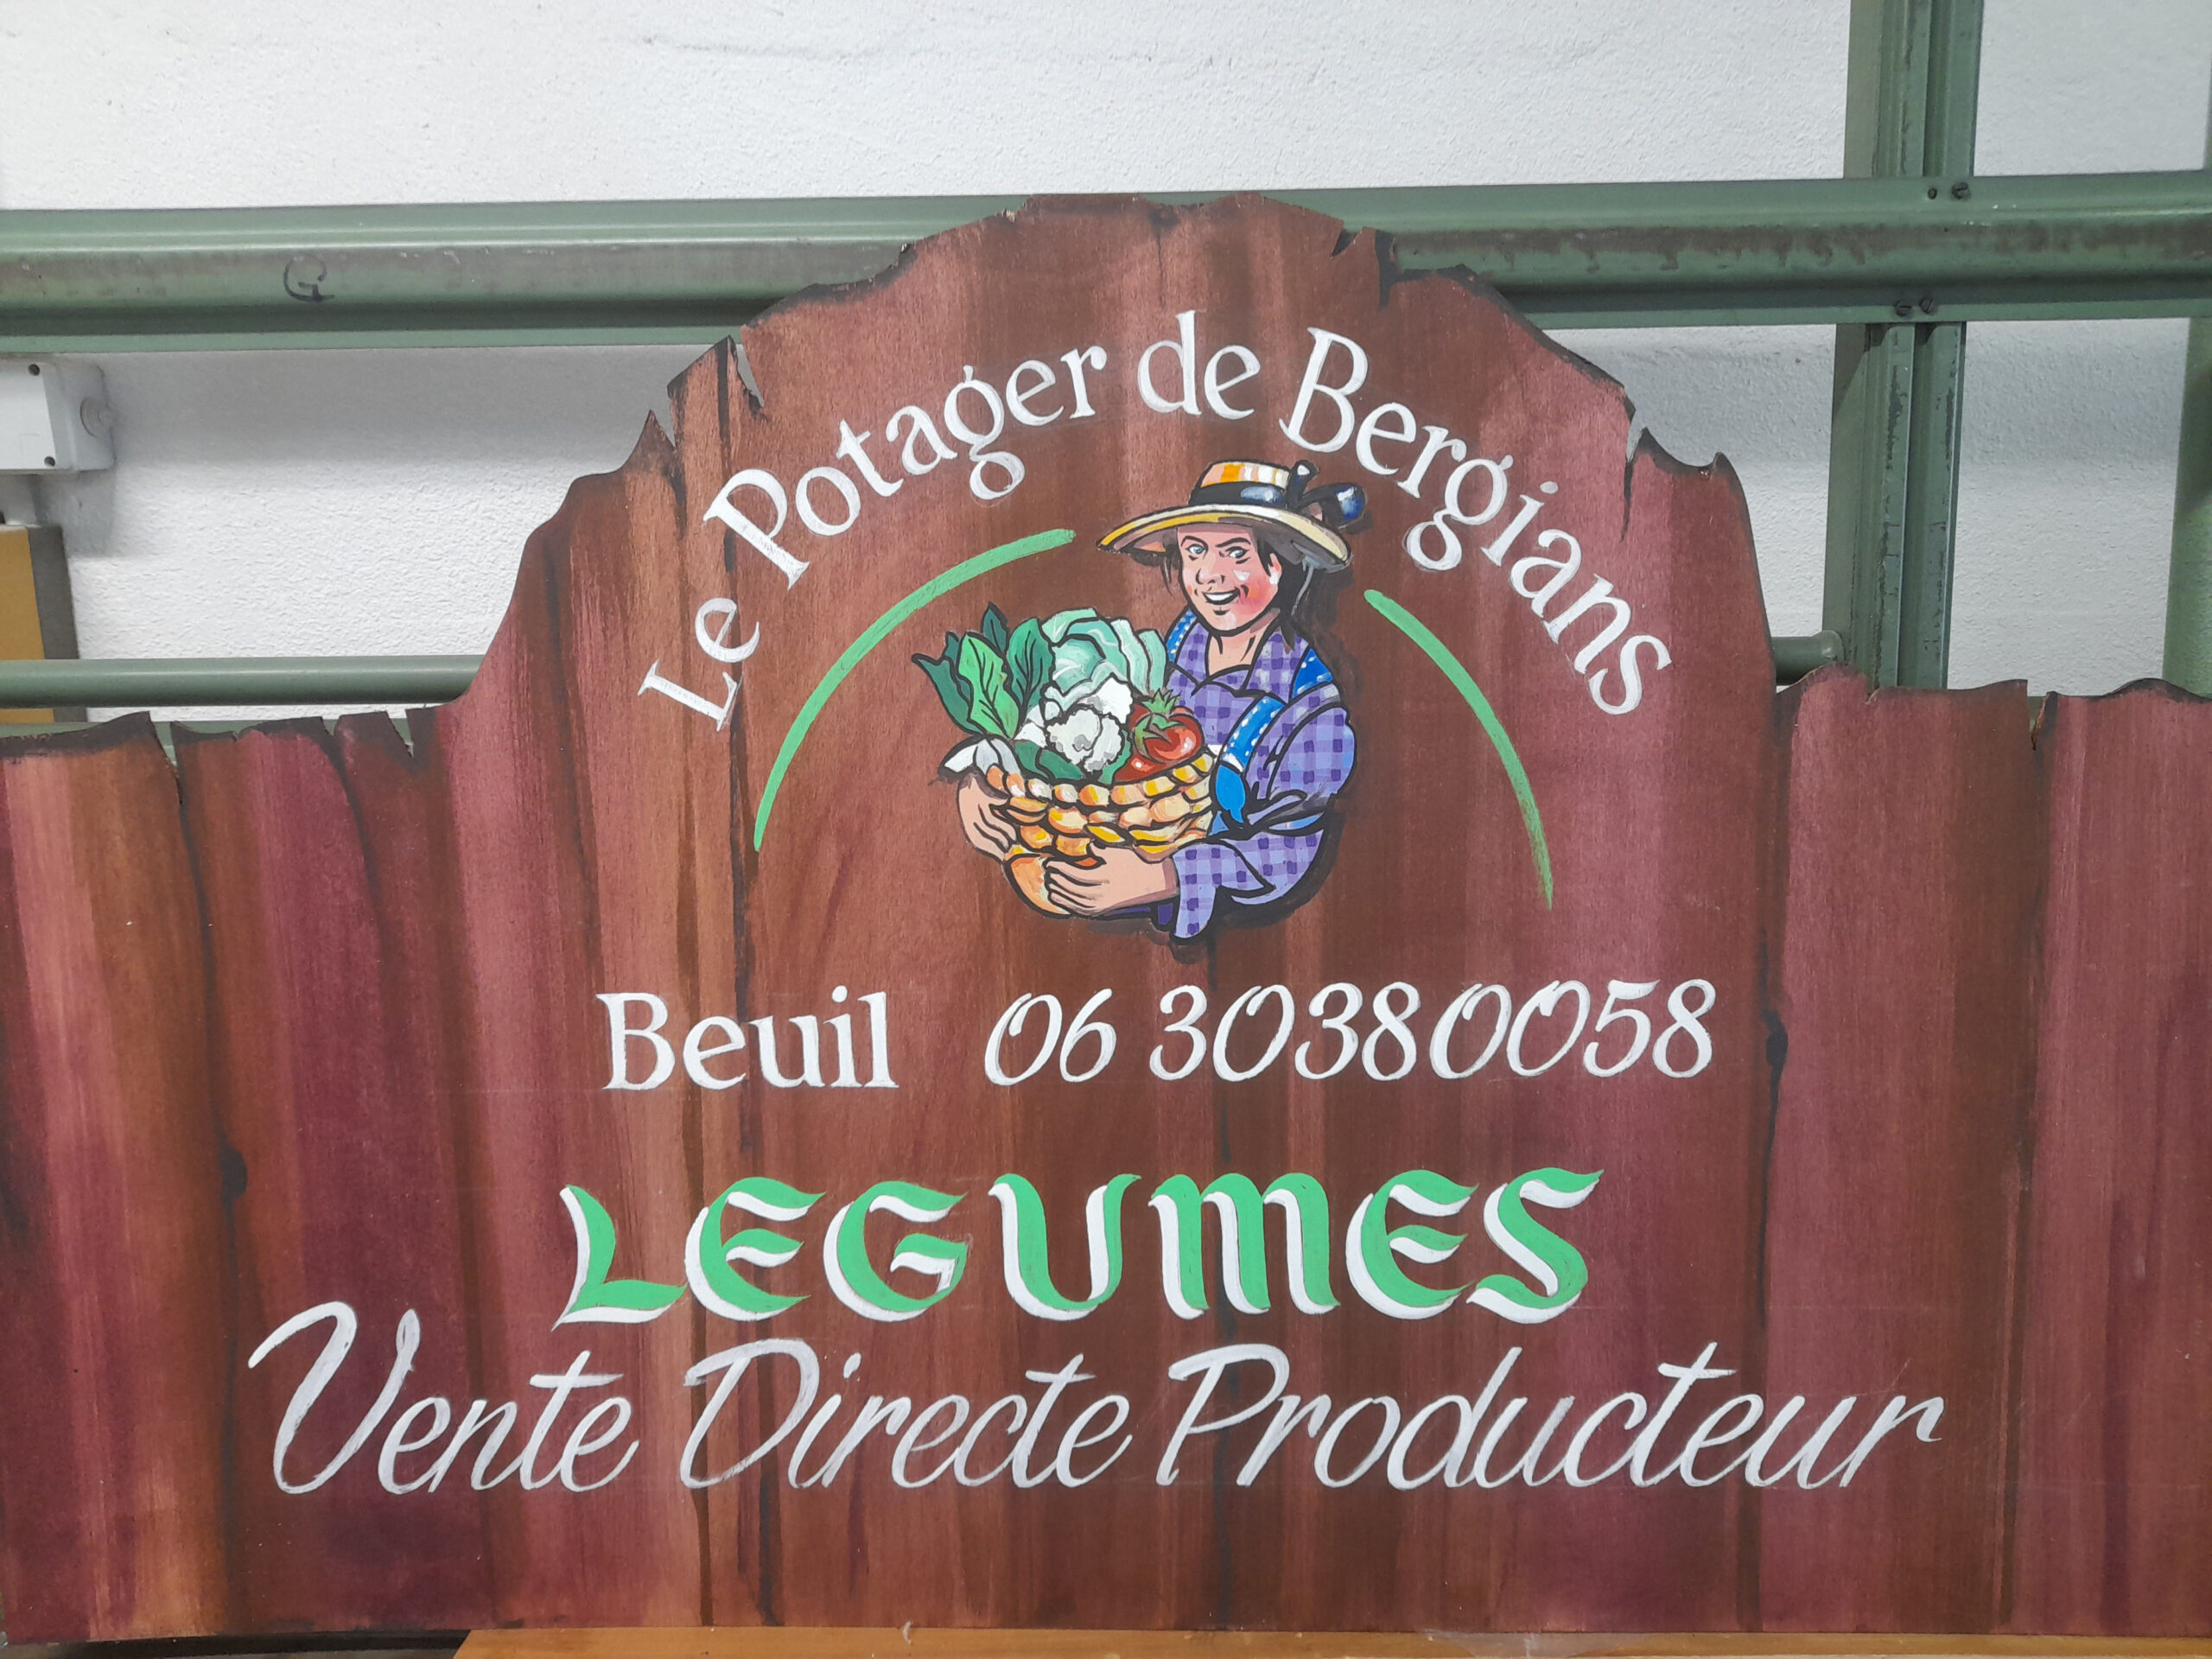 Le Potager de Bergians
Beuil 06 30380058
LEGUMES
Vente Directe Producteur
G